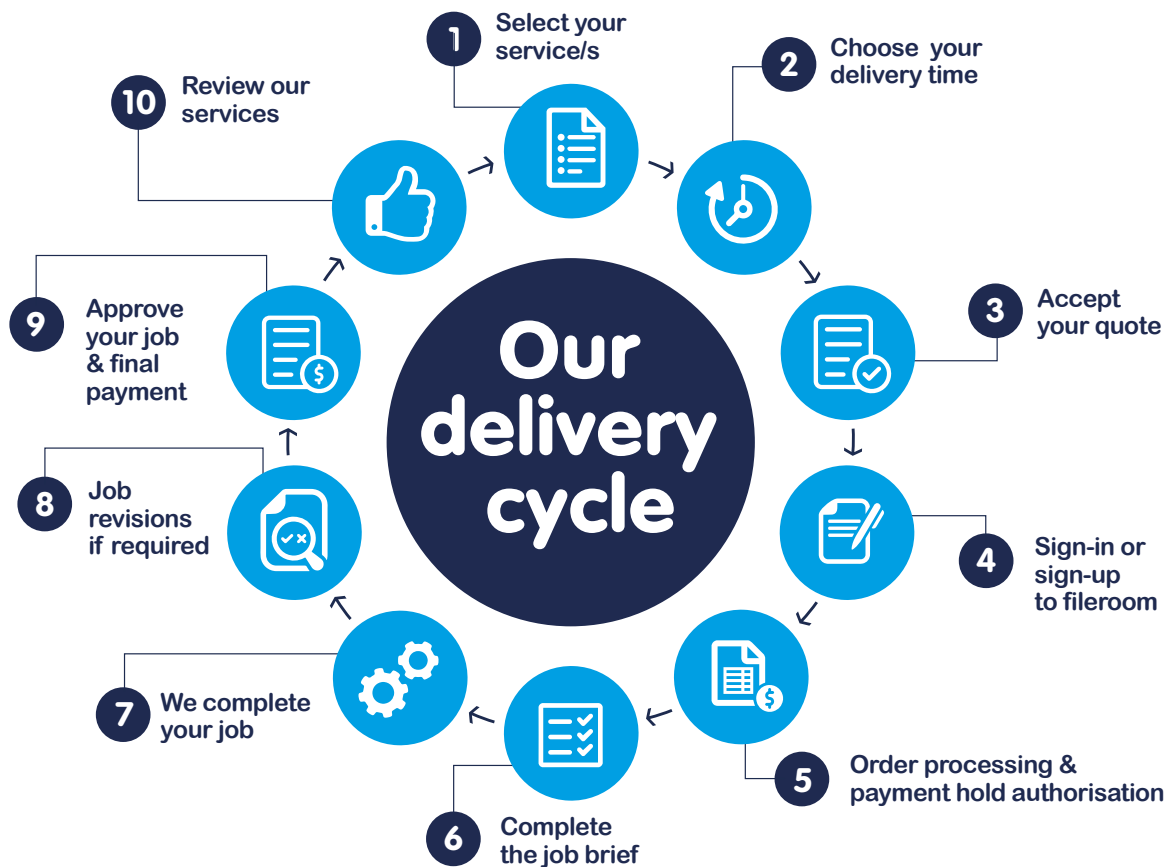 Our
delivery
cycle
1
Select your
service/s
2
Choose your
delivery time
3
Accept
your quote
4
Sign-in or
sign-up
to fileroom
5
Order processing &
payment hold authorisation
6
Complete
the job brief
7
We complete
your job
8
Job
revisions
if required
9
Approve
your job
& final
payment
10
Review our
services
$
$